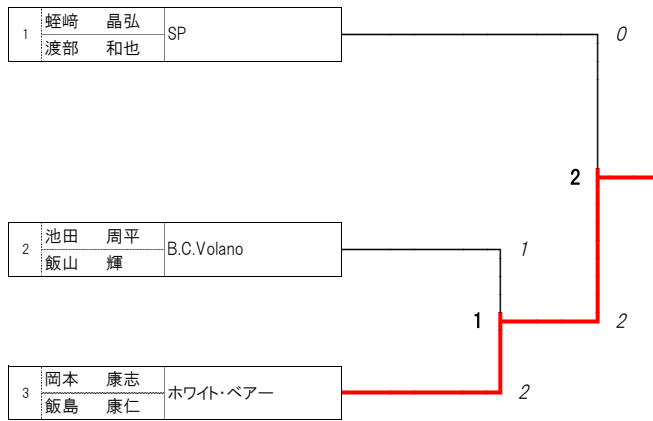 蛭﨑 晶弘
1 SP 0
渡部 和也
2
池田 周平
2 B.C.Volano 1
飯山 輝
1 2
岡本 康志
3 ホワイト・ベアー 2
飯島 康仁